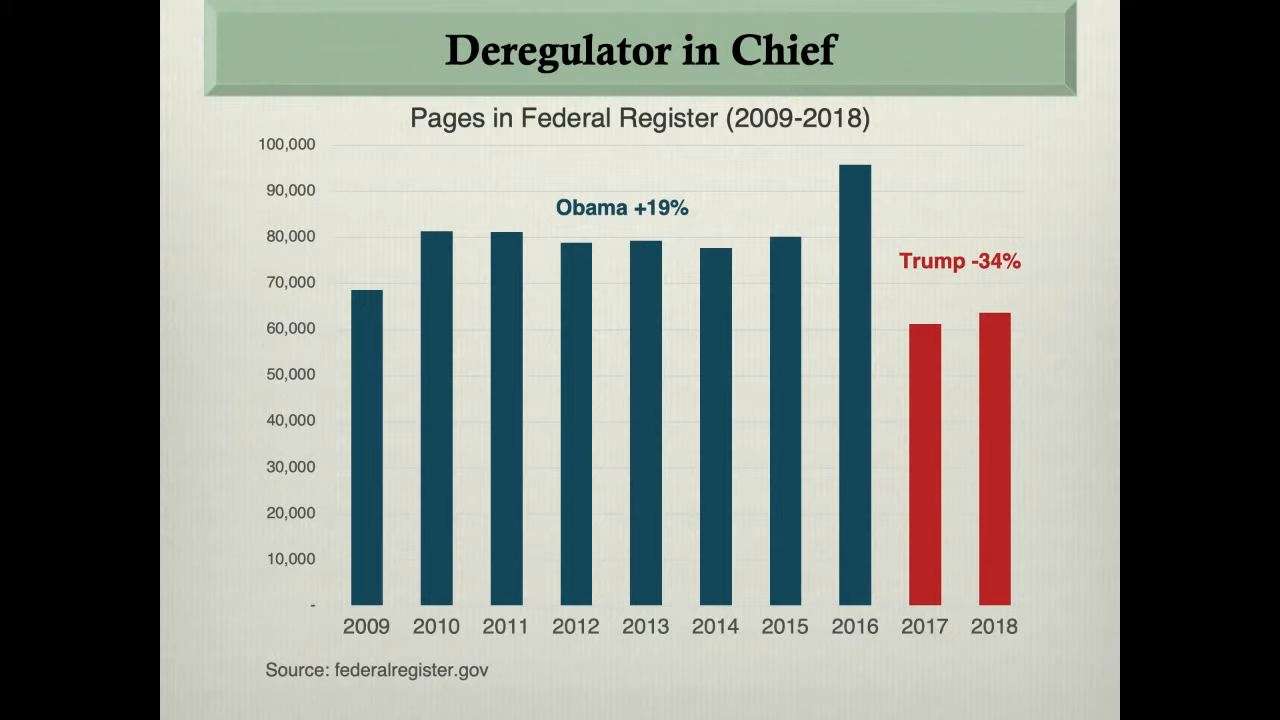 Deregulator in Chief
Pages in Federal Register (2009-2018)
100,000
90,000
80,000
70,000
60,000
50,000
40,000
30,000
20,000
10,000
-
Obama +19%
Trump -34%
2009 2010 2011 2012 2013 2014 2015 2016 2017 2018
Source: federalregister.gov